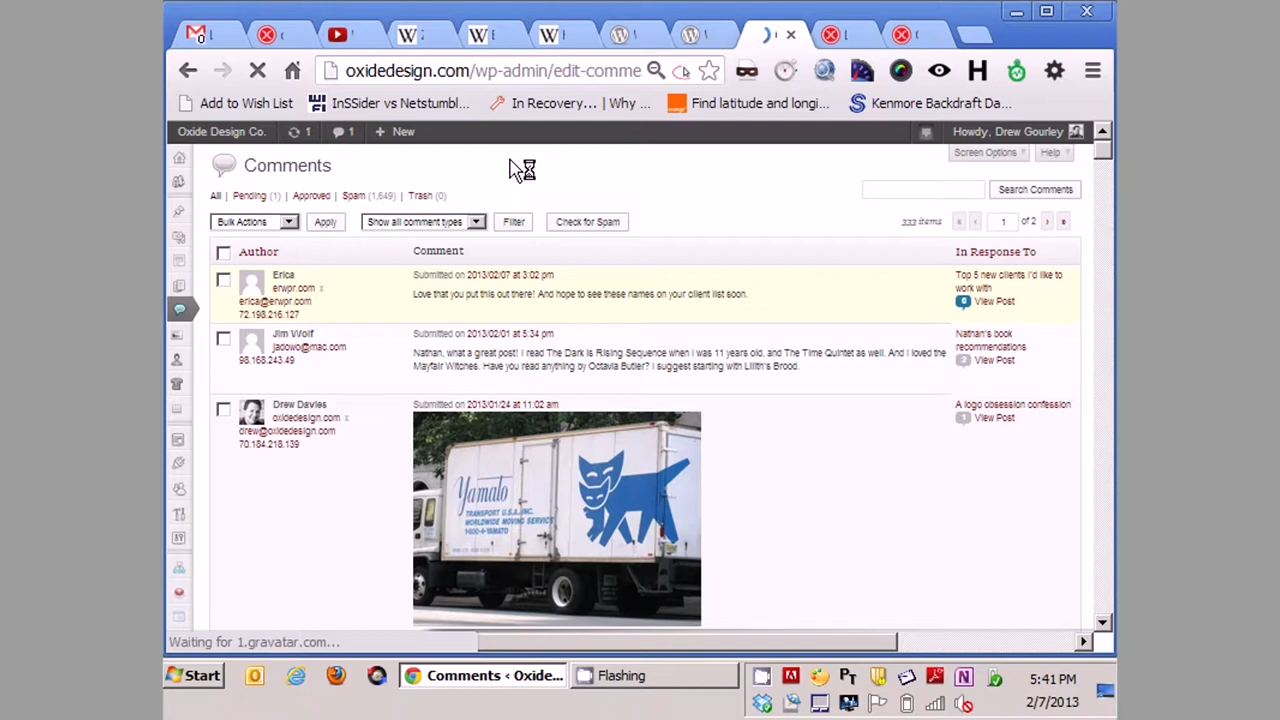 oxidedesign.com/wp-admin/edit-comme
Add to Wish List
InSSider vs Netstumbl...
In Recovery... | Why ...
Find latitude and longi...
Kenmore Backdraft Da...
Oxide Design Co.
1
1
+ New
Howdy, Drew Gourley
Comments
Screen Options
Help
All | Pending (1) | Approved | Spam (1,649) | Trash (0)
Search Comments
Bulk Actions
Apply
Show all comment types
Filter
Check for Spam
333 items
« ‹ 1 of 2 › »
Author
Comment
In Response To
Erica
erwpr.com x
erica@erwpr.com
72.198.216.127
Submitted on 2013/02/07 at 3:02 pm
Love that you put this out there! And hope to see these names on your client list soon.
Top 5 new clients I'd like to
work with
0 View Post
Jim Wolf
jadowo@mac.com
98.168.243.49
Submitted on 2013/02/01 at 5:34 pm
Nathan, what a great post! I read The Dark Is Rising Sequence when I was 11 years old, and The Time Quintet as well. And I loved the
Mayfair Witches. Have you read anything by Octavia Butler? I suggest starting with Lilith's Brood.
Nathan's book
recommendations
2 View Post
Drew Davies
oxidedesign.com x
drew@oxidedesign.com
70.184.218.139
Submitted on 2013/01/24 at 11:02 am
A logo obsession confession
1 View Post
Yamato
TRANSPORT U.S.A., INC.
WORLDWIDE MOVING SERVICE
1-800-4-YAMATO
Waiting for 1.gravatar.com...
Start
Comments ‹ Oxide...
Flashing
5:41 PM
2/7/2013